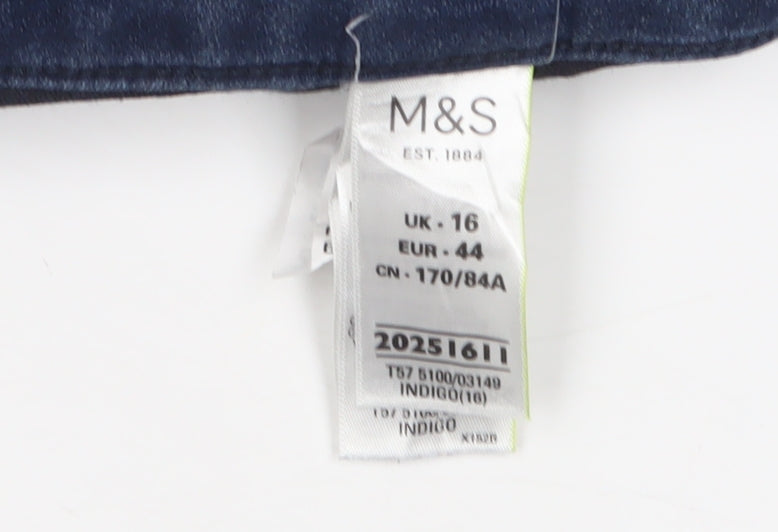 M&S
EST. 1884
UK - 16
EUR - 44
CN - 170/84A
20251611
T57 5100/03149
INDIGO(16)
INDIGO
X152B